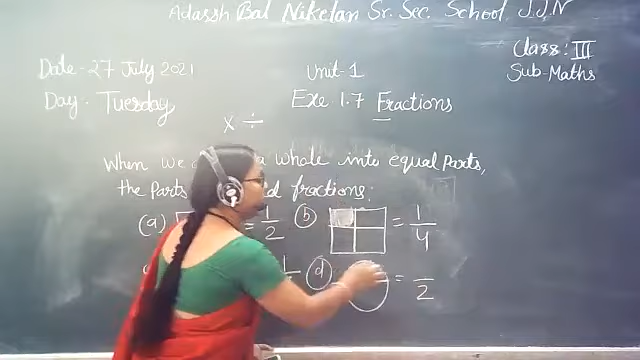 Adarsh Bal Niketan Sr. Sec. School JJN
Class: III
Date - 27 July 2021 Unit-1 Sub-Maths
Day - Tuesday Exe 1.7 Fractions
× ÷
When we a whole into equal Parts,
the Parts fractions.
(a) = 1/2 (b) = 1/4
(d) = 2